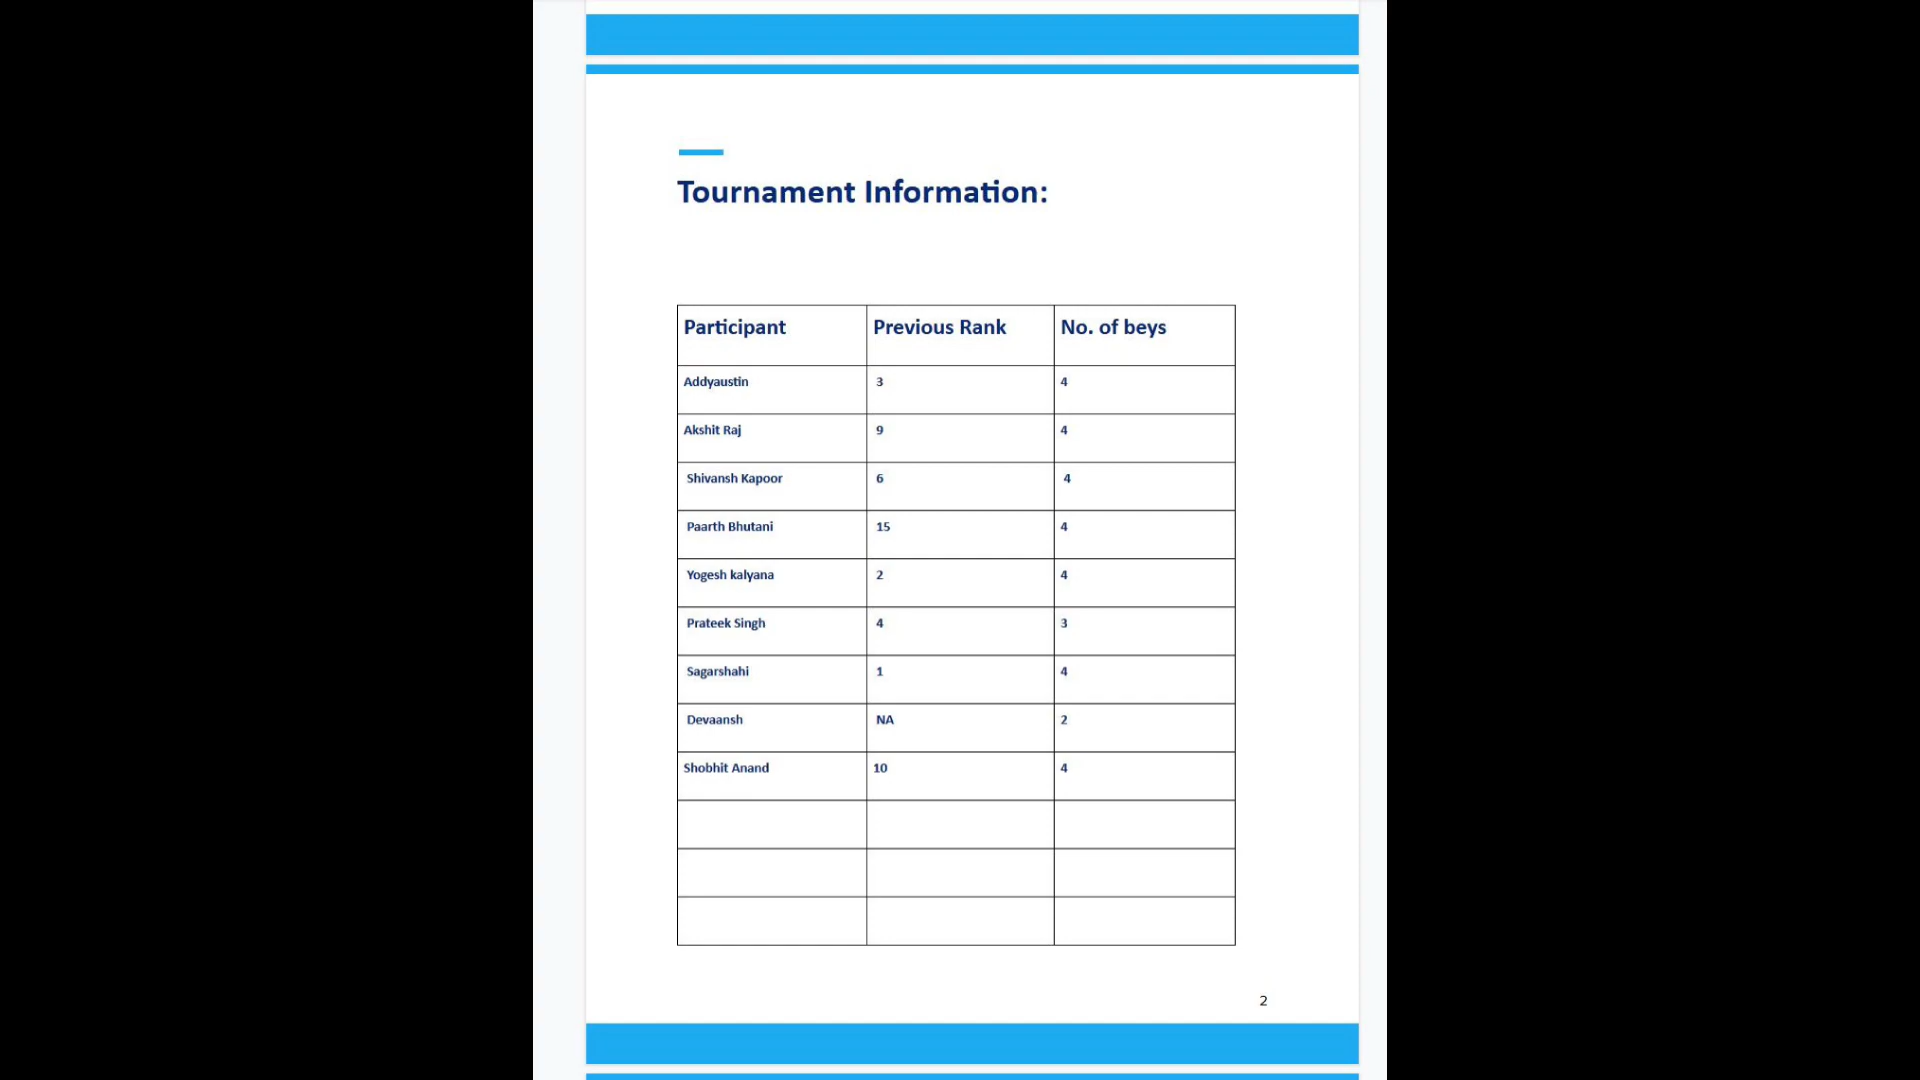 Tournament Information:
Participant Previous Rank No. of beys
Addyaustin 3 4
Akshit Raj 9 4
Shivansh Kapoor 6 4
Paarth Bhutani 15 4
Yogesh kalyana 2 4
Prateek Singh 4 3
Sagarshahi 1 4
Devaansh NA 2
Shobhit Anand 10 4
2